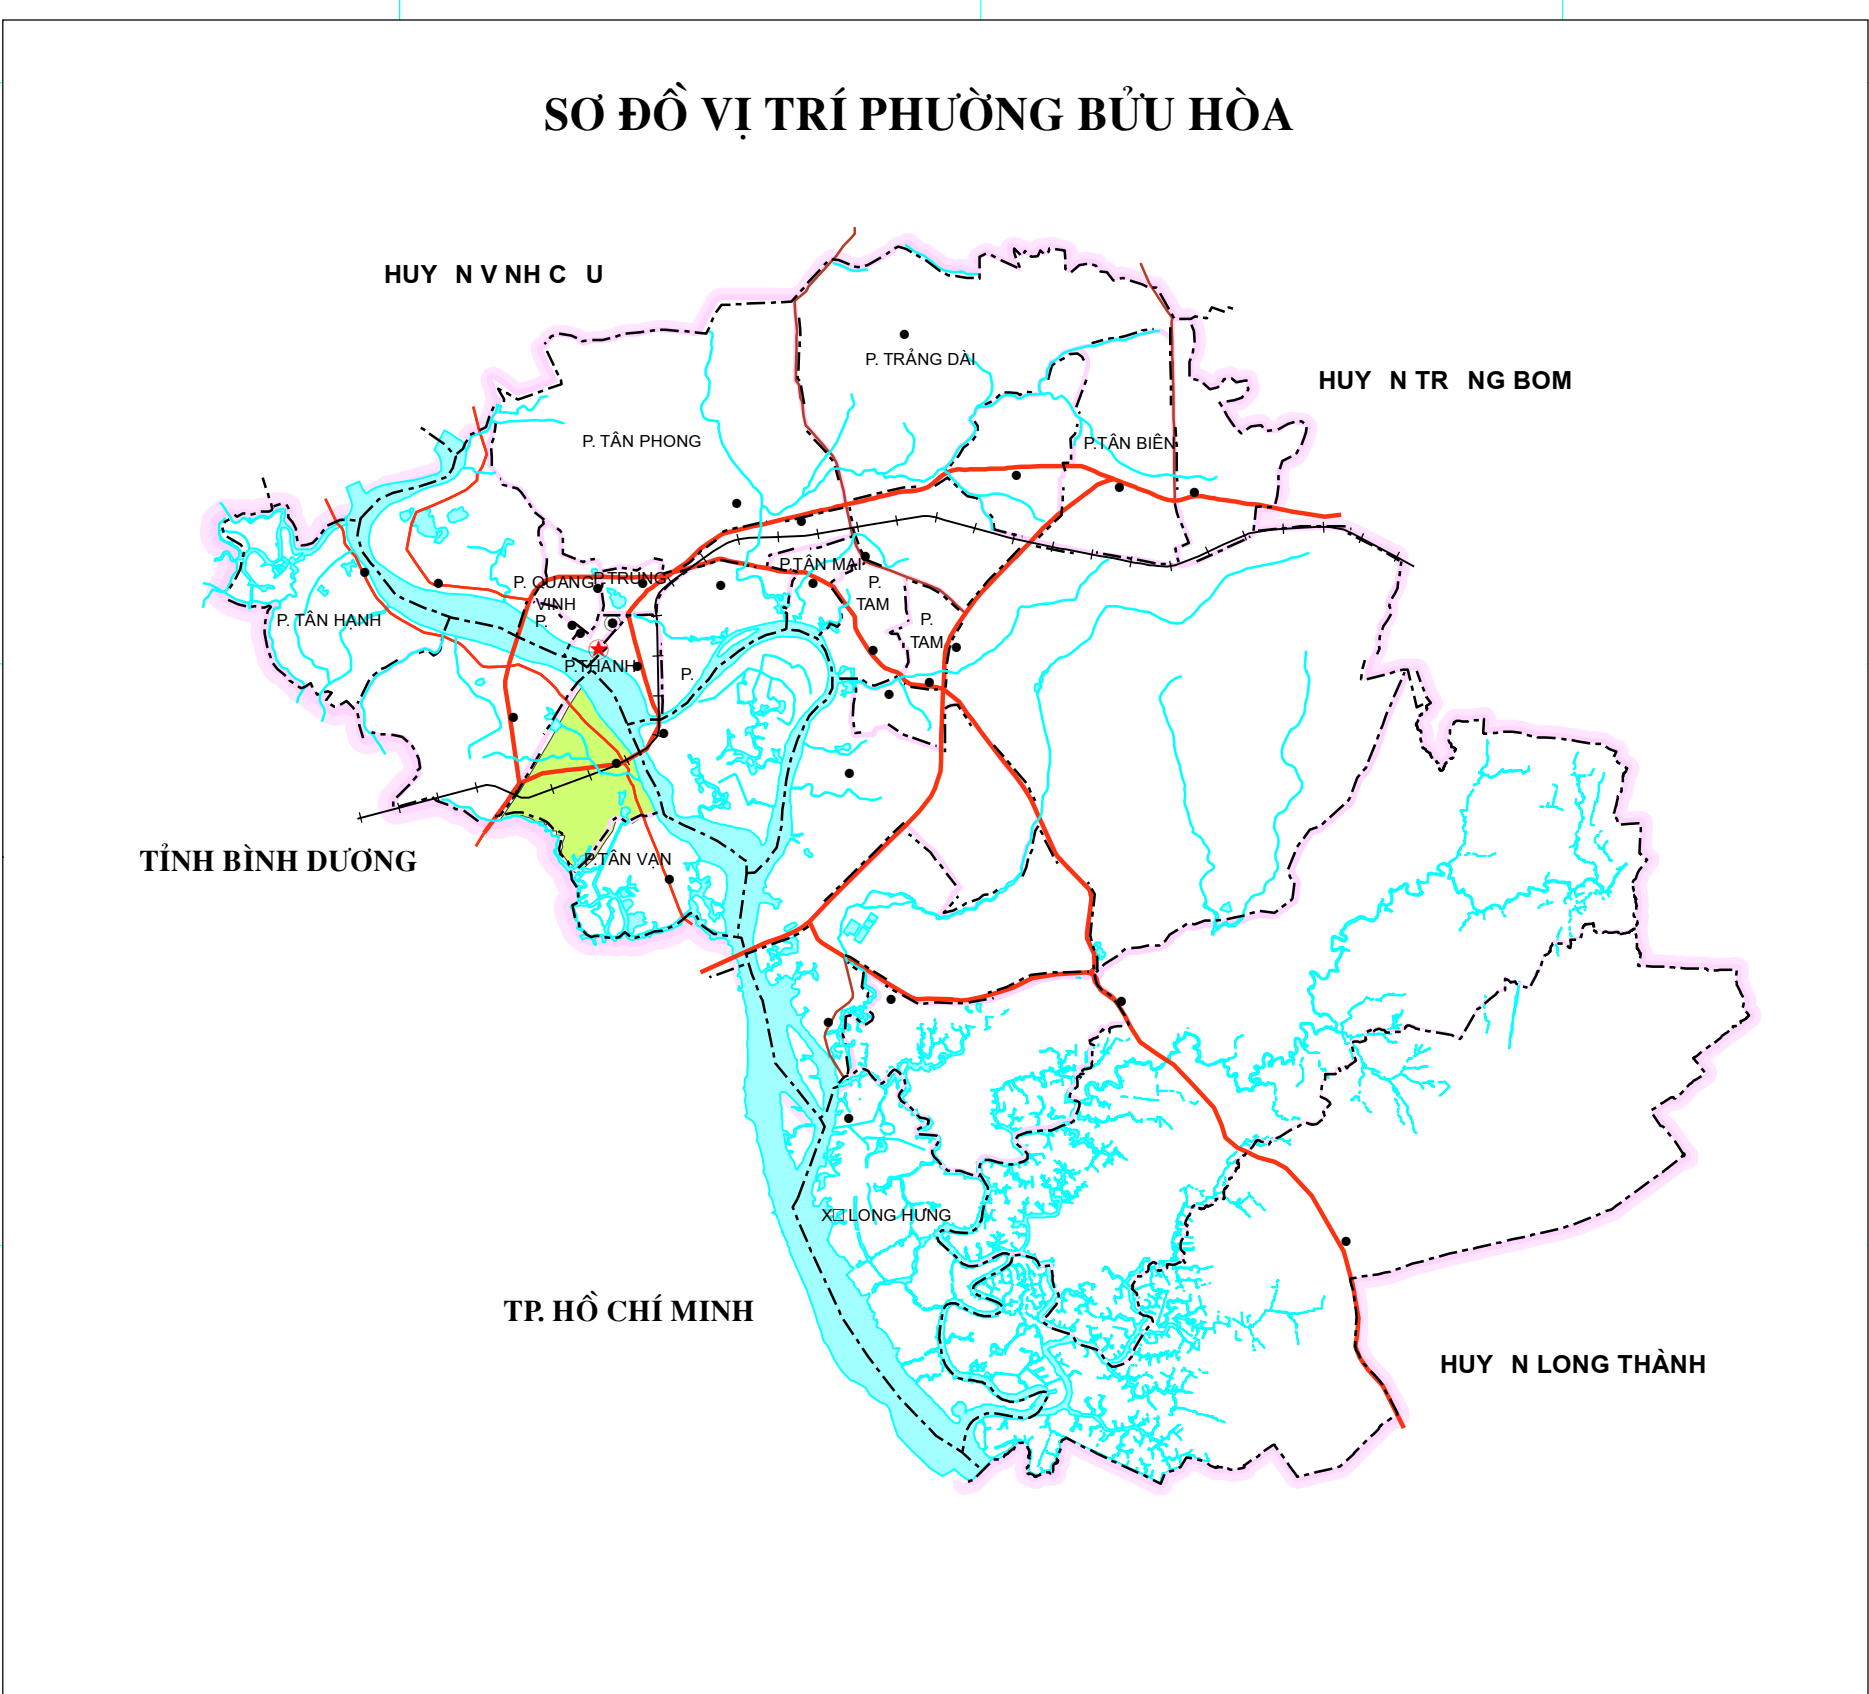 SƠ ĐỒ VỊ TRÍ PHƯỜNG BỬU HÒA
HUY N V NH C U
P. TRẢNG DÀI
HUY N TR NG BOM
P. TÂN PHONG
P.TÂN BIÊN
P.TÂN MAI
P. QUANG
VINH
P.TRUNG
P.
TAM
P.
TAM
P. TÂN HẠNH
P.
P.THANH
P.
TỈNH BÌNH DƯƠNG
P.TÂN VẠN
X□ LONG HƯNG
TP. HỒ CHÍ MINH
HUY N LONG THÀNH